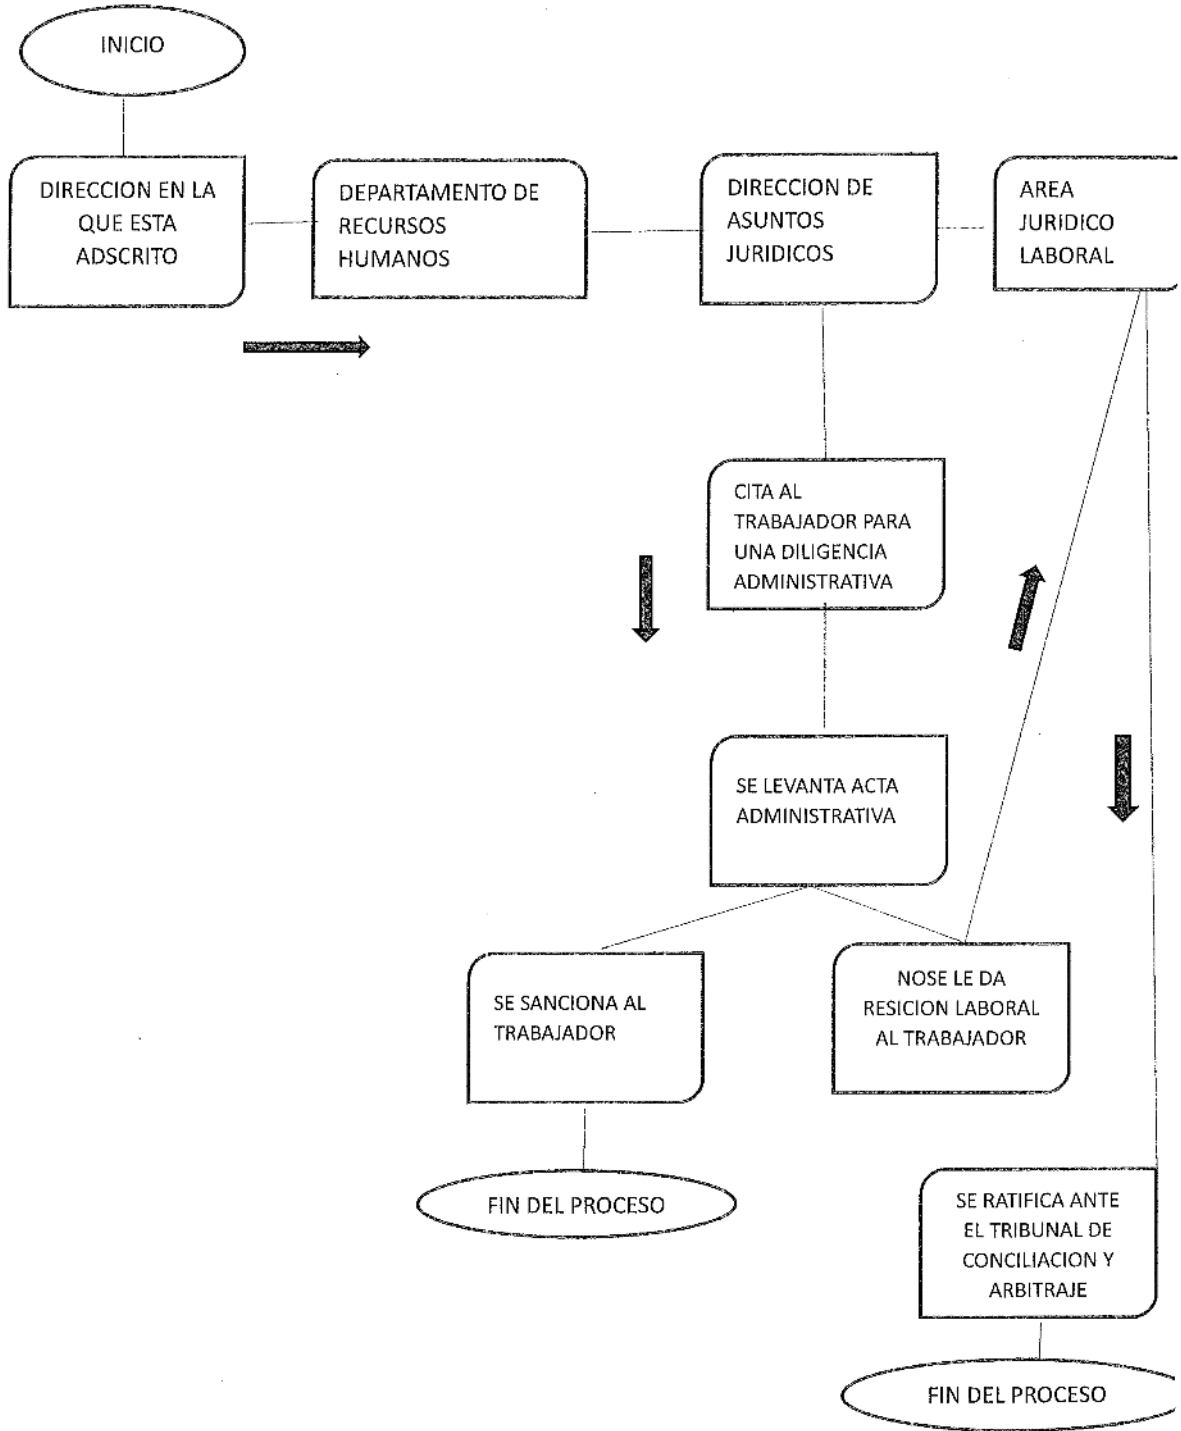 INICIO
DIRECCION EN LA
QUE ESTA
ADSCRITO
DEPARTAMENTO DE
RECURSOS
HUMANOS
DIRECCION DE
ASUNTOS
JURIDICOS
AREA
JURIDICO
LABORAL
CITA AL
TRABAJADOR PARA
UNA DILIGENCIA
ADMINISTRATIVA
SE LEVANTA ACTA
ADMINISTRATIVA
SE SANCIONA AL
TRABAJADOR
NOSE LE DA
RESICION LABORAL
AL TRABAJADOR
FIN DEL PROCESO
SE RATIFICA ANTE
EL TRIBUNAL DE
CONCILIACION Y
ARBITRAJE
FIN DEL PROCESO